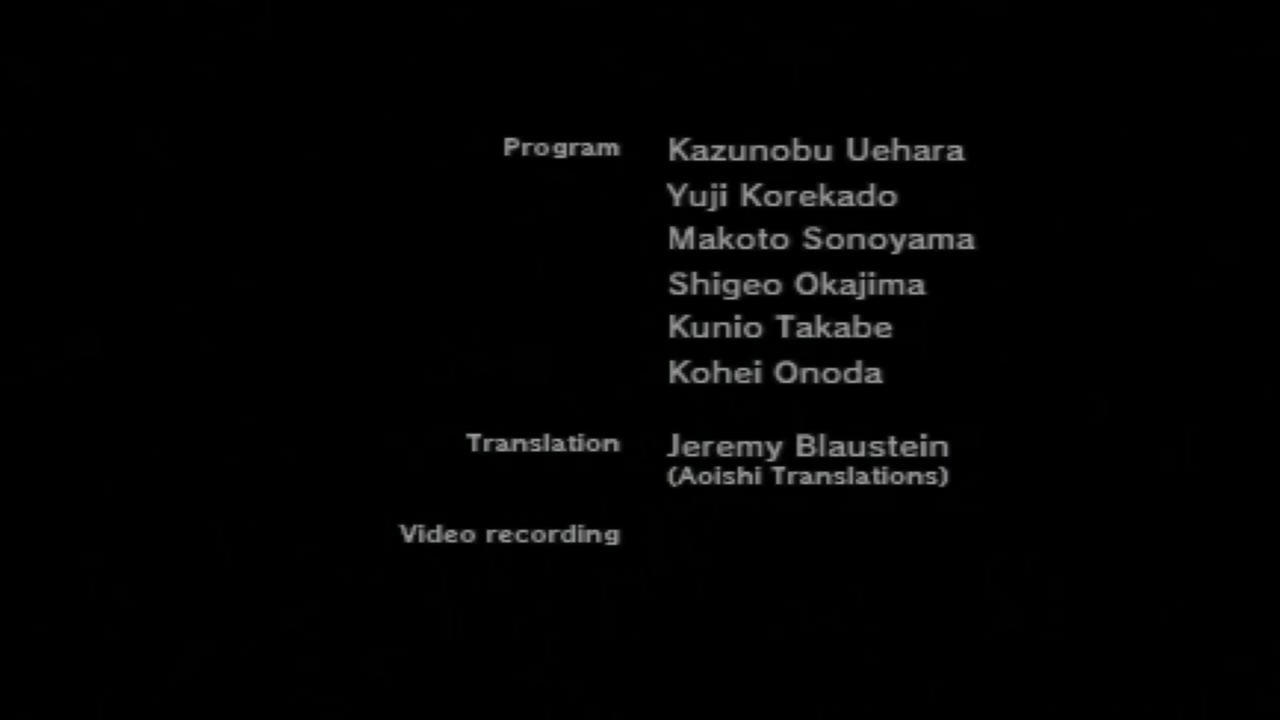 Program Kazunobu Uehara
Yuji Korekado
Makoto Sonoyama
Shigeo Okajima
Kunio Takabe
Kohei Onoda
Translation Jeremy Blaustein
(Aoishi Translations)
Video recording